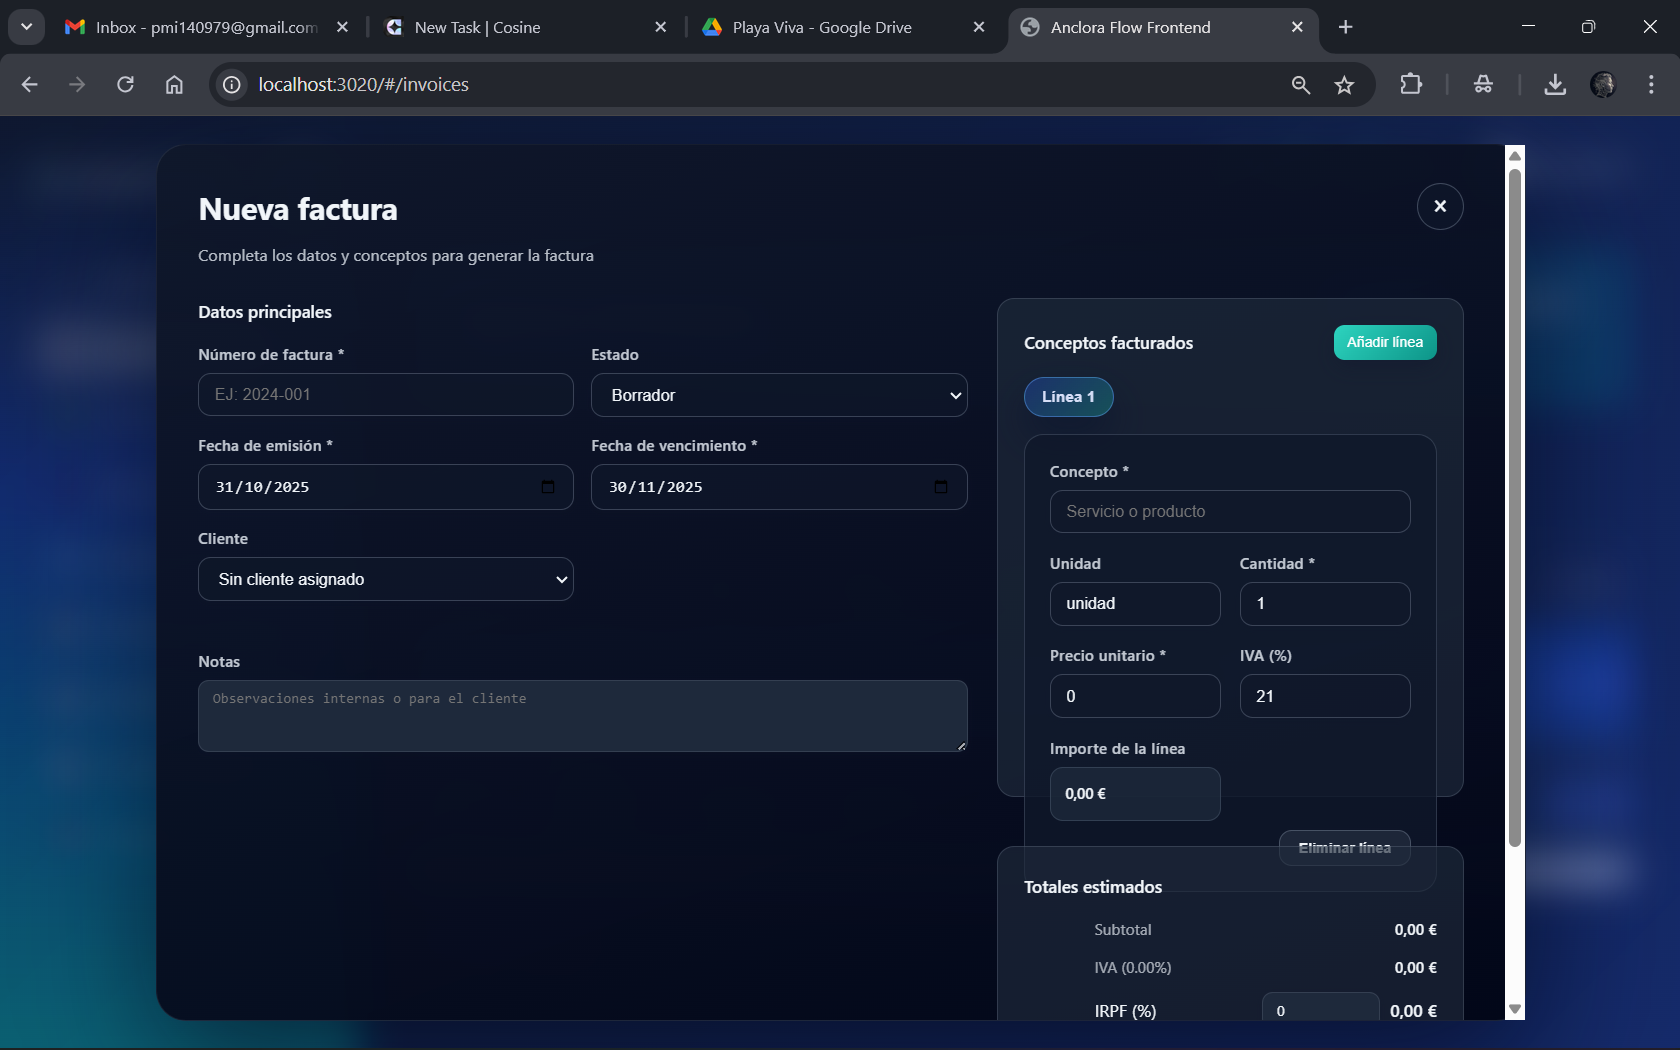 Inbox - pmi140979@gmail.com
New Task | Cosine
Playa Viva - Google Drive
Anclora Flow Frontend
localhost:3020/#/invoices
Nueva factura
Completa los datos y conceptos para generar la factura
Datos principales
Número de factura *
EJ: 2024-001
Estado
Borrador
Fecha de emisión *
31/10/2025
Fecha de vencimiento *
30/11/2025
Cliente
Sin cliente asignado
Notas
Observaciones internas o para el cliente
Conceptos facturados
Añadir línea
Línea 1
Concepto *
Servicio o producto
Unidad
unidad
Cantidad *
1
Precio unitario *
0
IVA (%)
21
Importe de la línea
0,00 €
Eliminar línea
Totales estimados
Subtotal 0,00 €
IVA (0.00%) 0,00 €
IRPF (%) 0 0,00 €